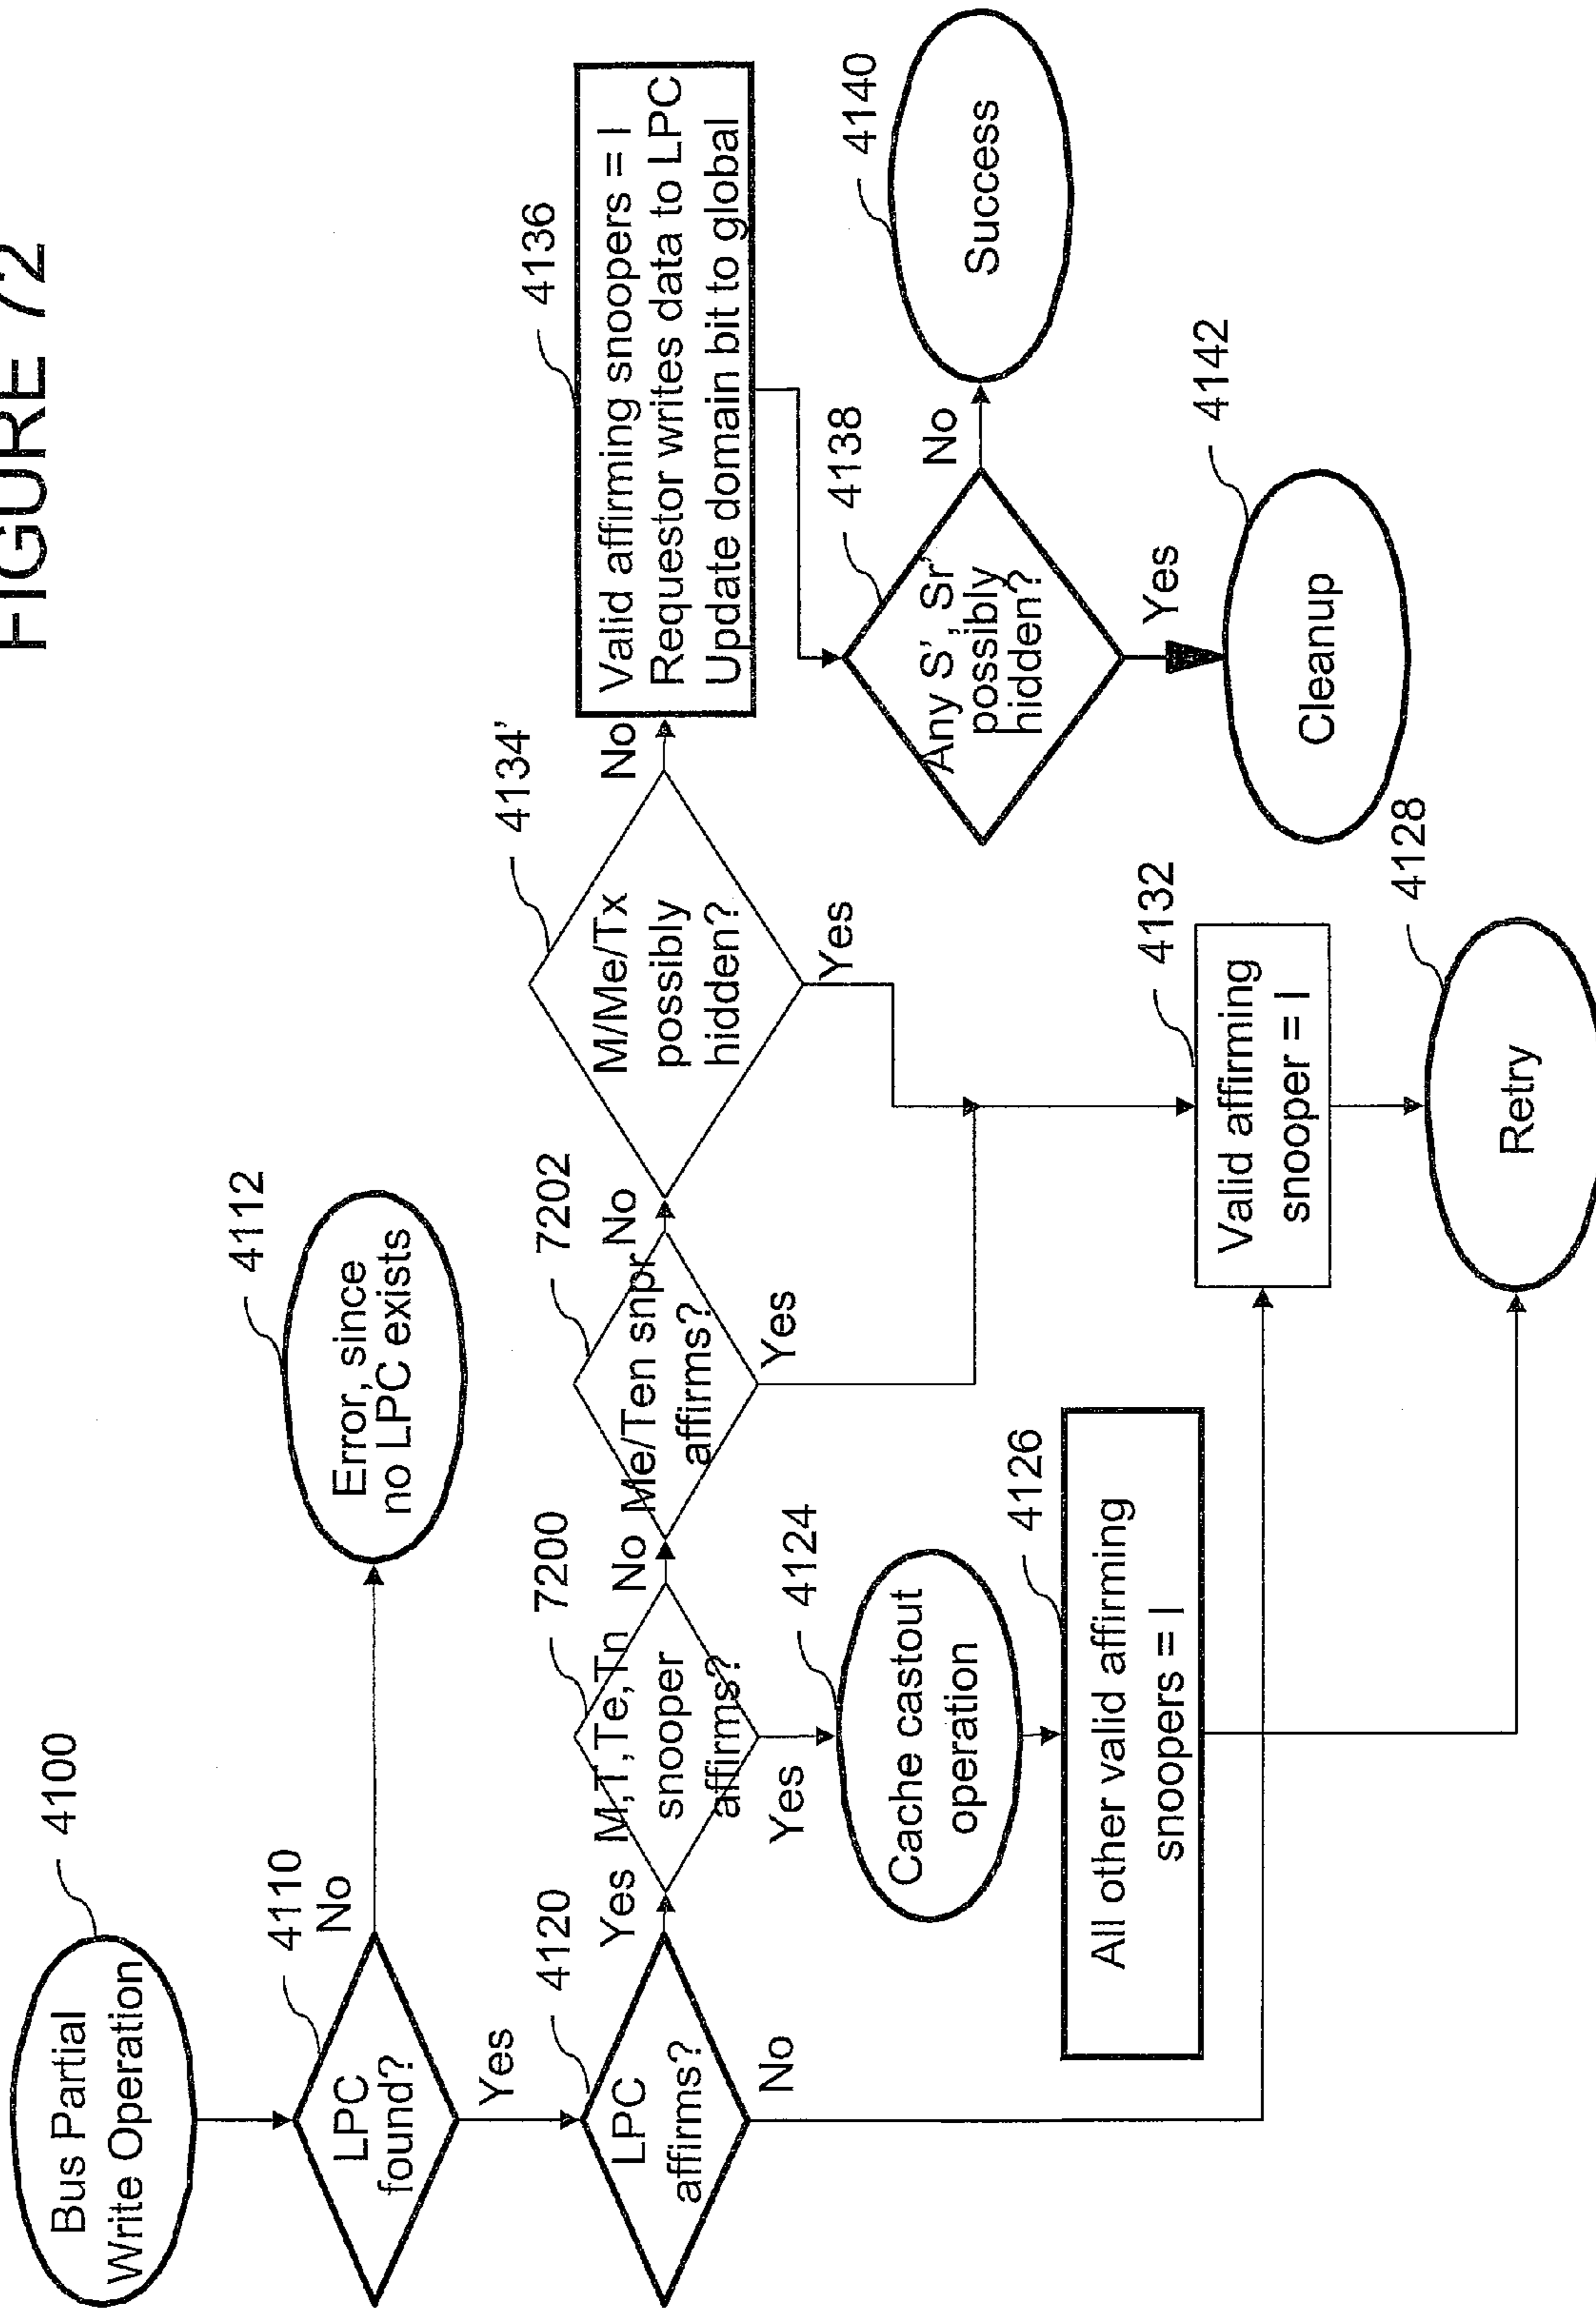 FIGURE 72
4100
Bus Partial
Write Operation
4110
LPC
found?
No
4112
Error, since
no LPC exists
Yes
4120
LPC
affirms?
Yes
No
7200
M,T,Te,Tn
snooper
affirms?
No
Yes
7202
Me/Ten snpr
affirms?
No
Yes
4134'
M/Me/Tx
possibly
hidden?
No
Yes
4136
Valid affirming snoopers = I
Requestor writes data to LPC
Update domain bit to global
4138
Any S', Sr'
possibly
hidden?
No
4140
Success
Yes
4142
Cleanup
4124
Cache castout
operation
4126
All other valid affirming
snoopers = I
4132
Valid affirming
snooper = I
4128
Retry